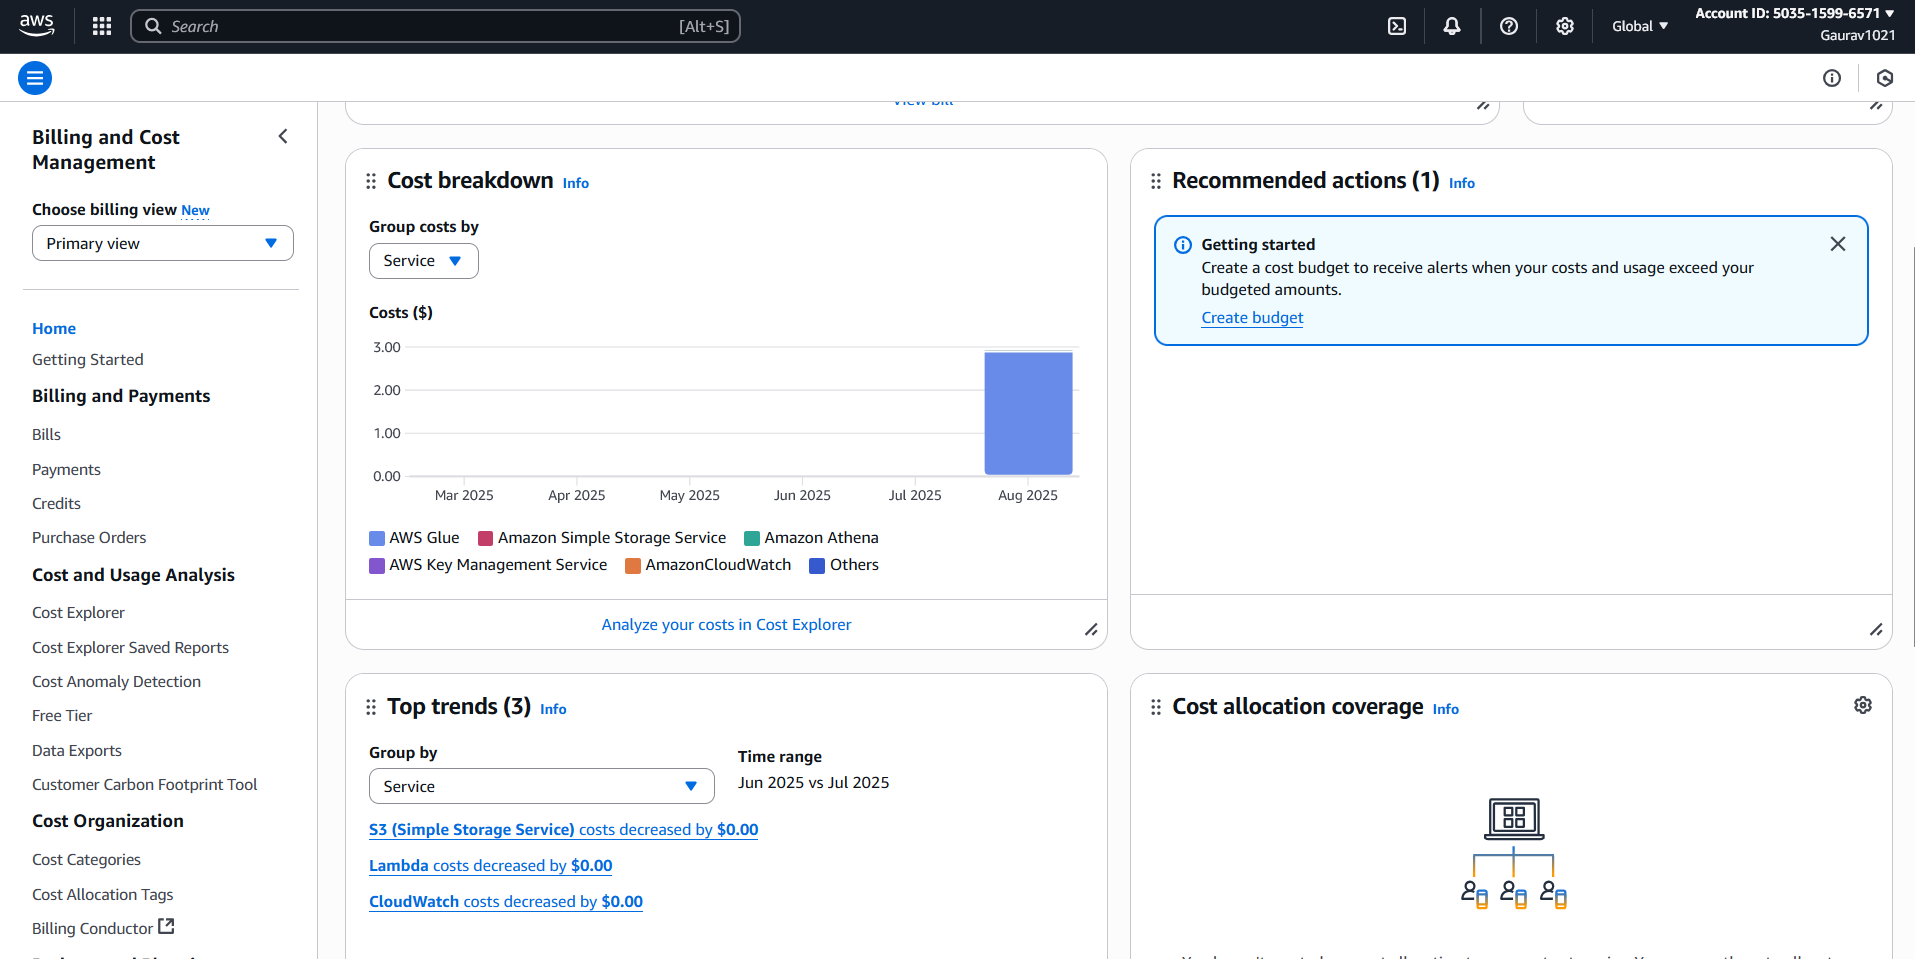 aws
Search
[Alt+S]
Global
Account ID: 5035-1599-6571
Gaurav1021
View bill
Billing and Cost
Management
Choose billing view New
Primary view
Home
Getting Started
Billing and Payments
Bills
Payments
Credits
Purchase Orders
Cost and Usage Analysis
Cost Explorer
Cost Explorer Saved Reports
Cost Anomaly Detection
Free Tier
Data Exports
Customer Carbon Footprint Tool
Cost Organization
Cost Categories
Cost Allocation Tags
Billing Conductor
Cost breakdown Info
Group costs by
Service
Costs ($)
3.00
2.00
1.00
0.00
Mar 2025 Apr 2025 May 2025 Jun 2025 Jul 2025 Aug 2025
AWS Glue Amazon Simple Storage Service Amazon Athena
AWS Key Management Service AmazonCloudWatch Others
Analyze your costs in Cost Explorer
Recommended actions (1) Info
Getting started
Create a cost budget to receive alerts when your costs and usage exceed your
budgeted amounts.
Create budget
Top trends (3) Info
Group by
Service
Time range
Jun 2025 vs Jul 2025
S3 (Simple Storage Service) costs decreased by $0.00
Lambda costs decreased by $0.00
CloudWatch costs decreased by $0.00
Cost allocation coverage Info